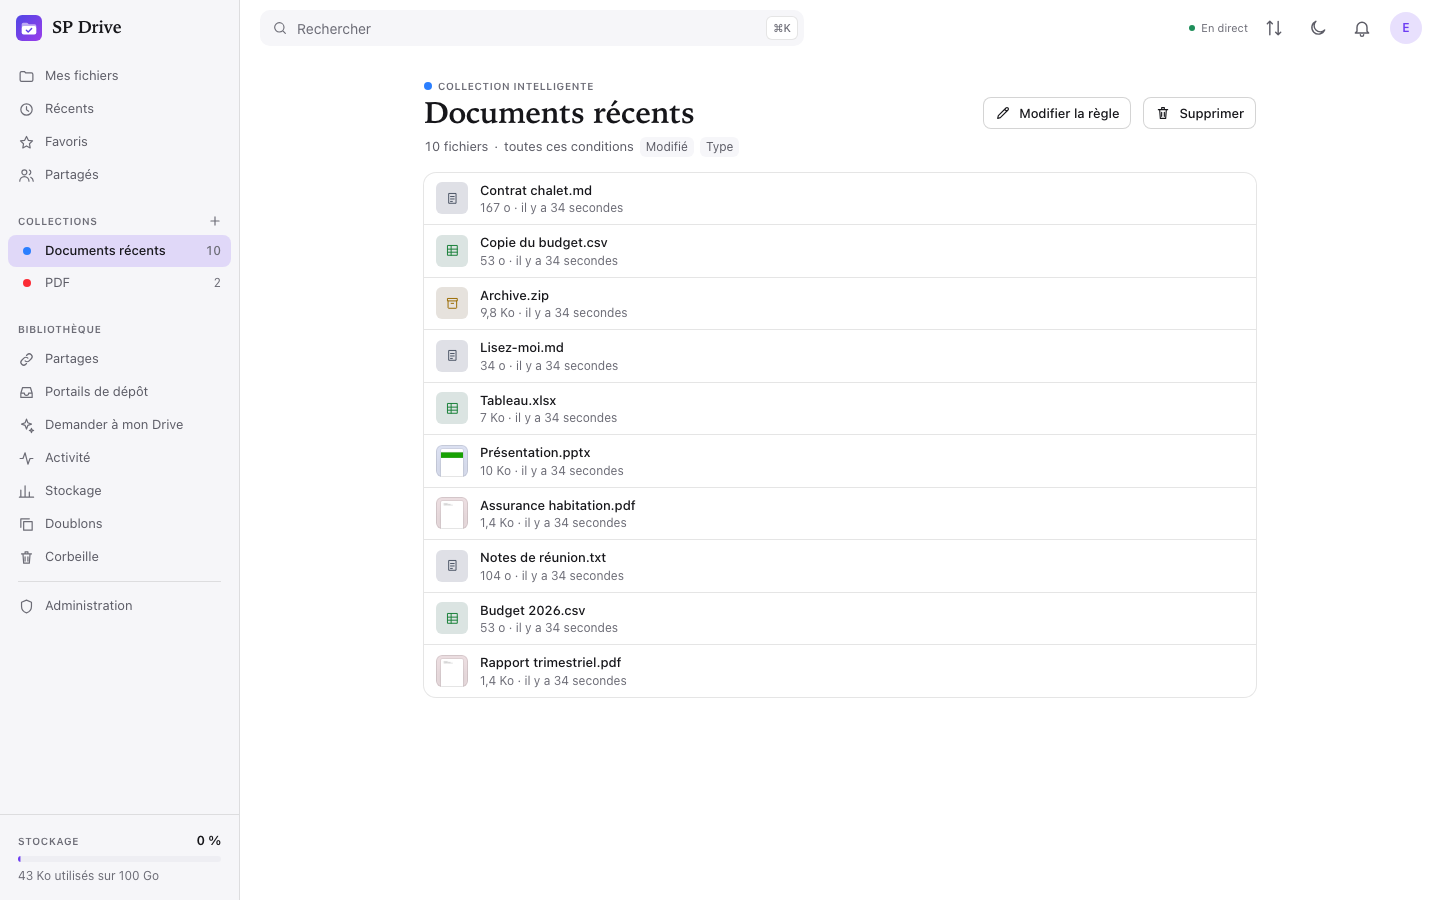 SP Drive
Rechercher
⌘K
En direct
E
Mes fichiers
Récents
Favoris
Partagés
COLLECTIONS
Documents récents 10
PDF 2
BIBLIOTHÈQUE
Partages
Portails de dépôt
Demander à mon Drive
Activité
Stockage
Doublons
Corbeille
Administration
STOCKAGE 0 %
43 Ko utilisés sur 100 Go
COLLECTION INTELLIGENTE
Documents récents
Modifier la règle
Supprimer
10 fichiers · toutes ces conditions Modifié Type
Contrat chalet.md
167 o · il y a 34 secondes
Copie du budget.csv
53 o · il y a 34 secondes
Archive.zip
9,8 Ko · il y a 34 secondes
Lisez-moi.md
34 o · il y a 34 secondes
Tableau.xlsx
7 Ko · il y a 34 secondes
Présentation.pptx
10 Ko · il y a 34 secondes
Assurance habitation.pdf
1,4 Ko · il y a 34 secondes
Notes de réunion.txt
104 o · il y a 34 secondes
Budget 2026.csv
53 o · il y a 34 secondes
Rapport trimestriel.pdf
1,4 Ko · il y a 34 secondes